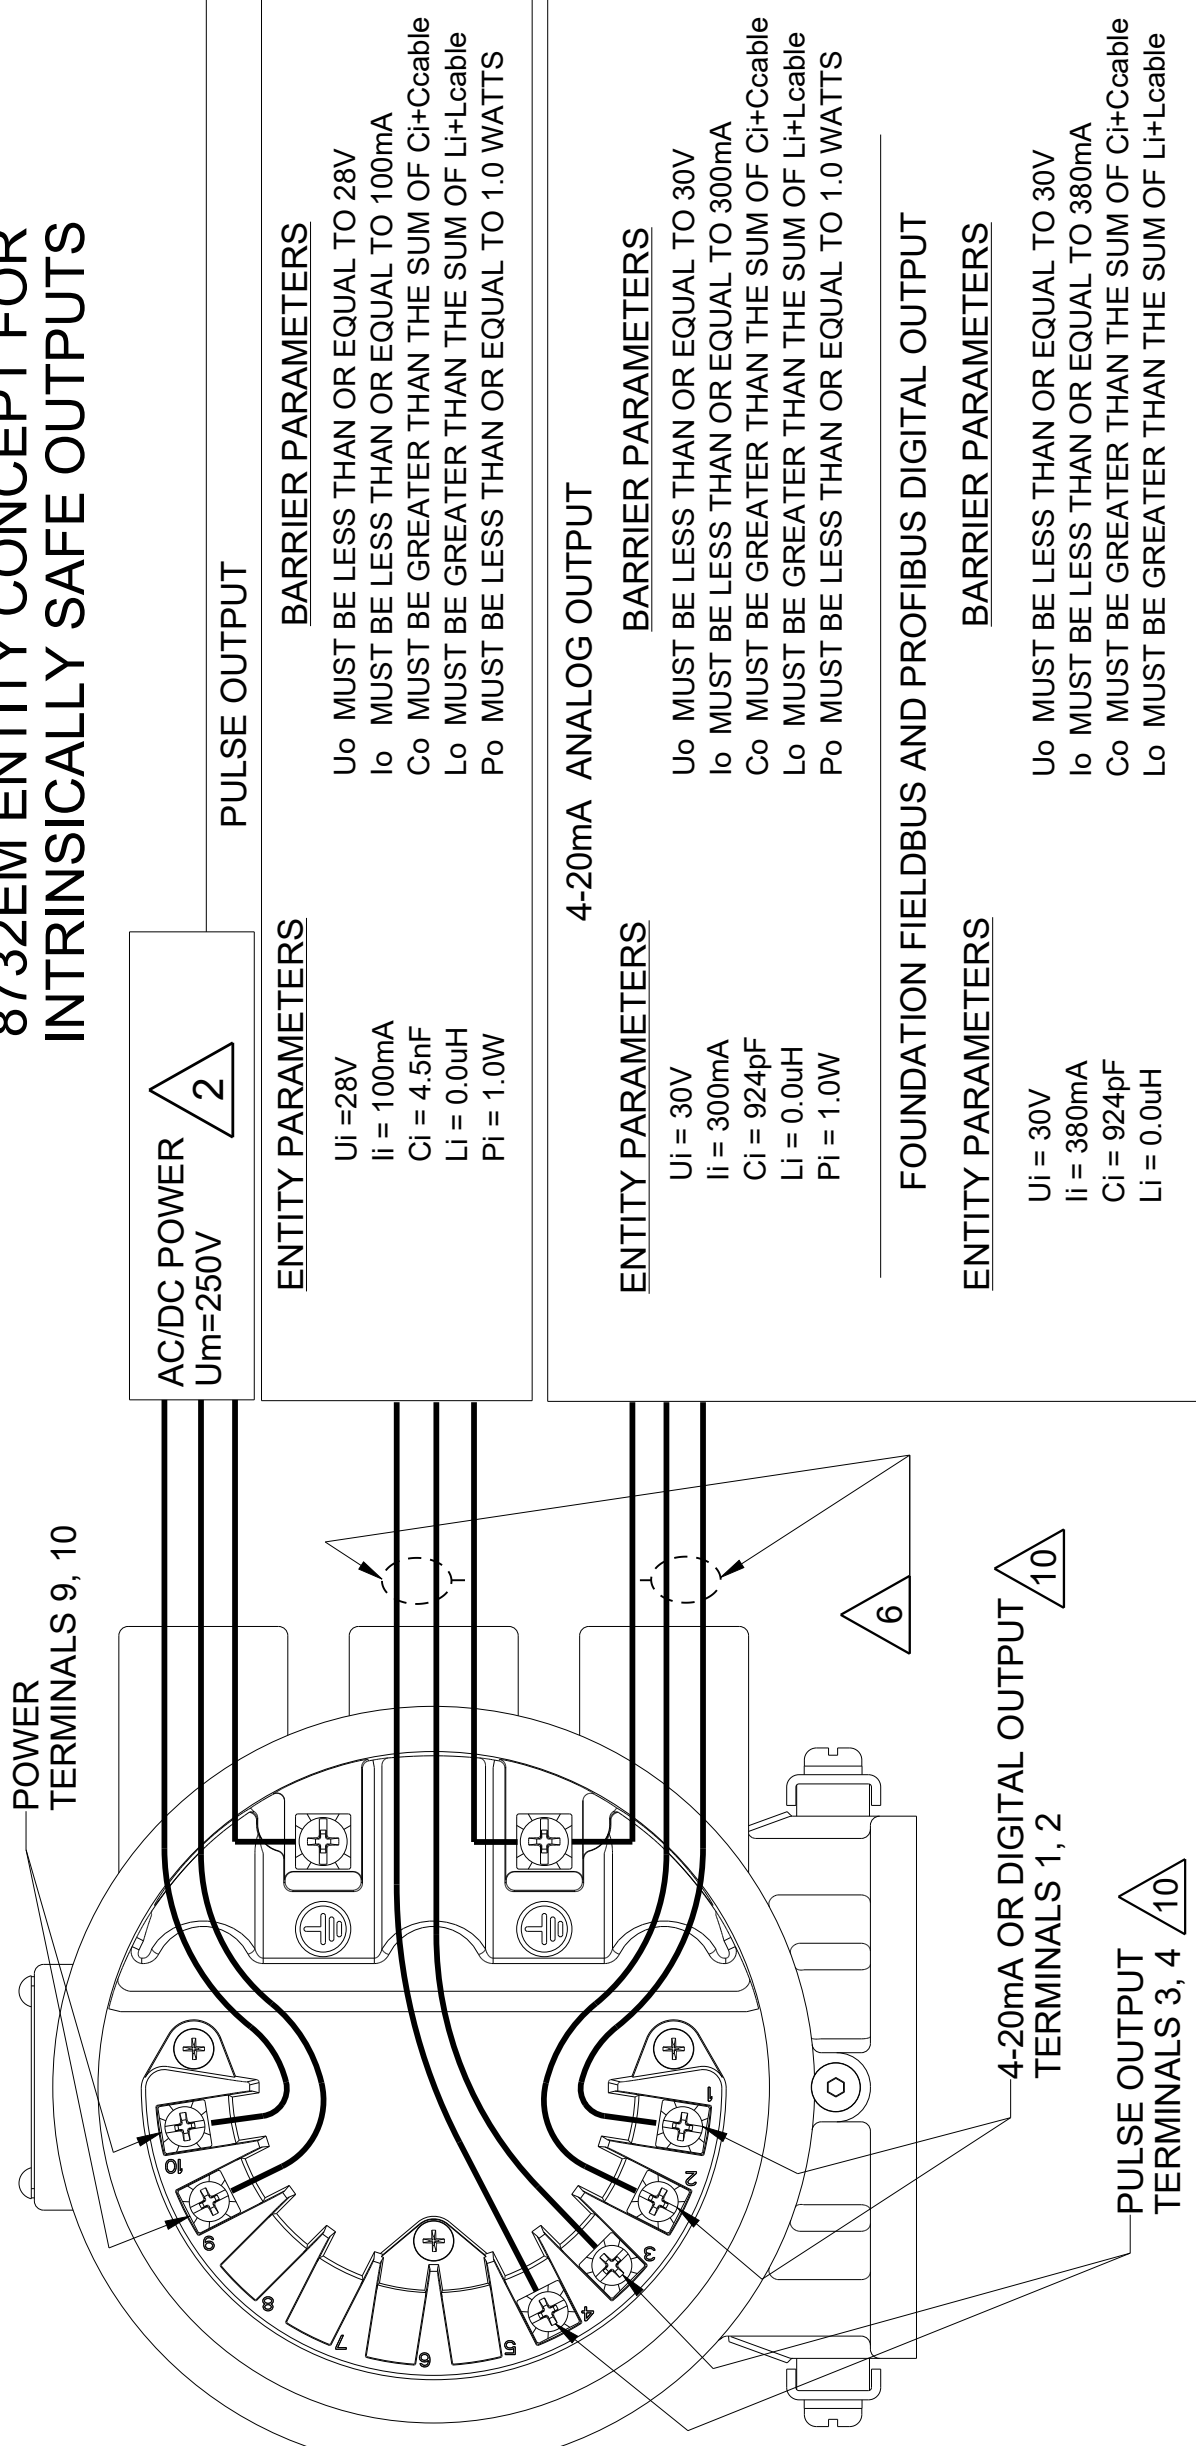 8732EM ENTITY CONCEPT FOR
INTRINSICALLY SAFE OUTPUTS
POWER
TERMINALS 9, 10
AC/DC POWER
Um=250V
2
PULSE OUTPUT
ENTITY PARAMETERS
Ui =28V
Ii = 100mA
Ci = 4.5nF
Li = 0.0uH
Pi = 1.0W
BARRIER PARAMETERS
Uo MUST BE LESS THAN OR EQUAL TO 28V
Io MUST BE LESS THAN OR EQUAL TO 100mA
Co MUST BE GREATER THAN THE SUM OF Ci+Ccable
Lo MUST BE GREATER THAN THE SUM OF Li+Lcable
Po MUST BE LESS THAN OR EQUAL TO 1.0 WATTS
4-20mA ANALOG OUTPUT
ENTITY PARAMETERS
Ui = 30V
Ii = 300mA
Ci = 924pF
Li = 0.0uH
Pi = 1.0W
BARRIER PARAMETERS
Uo MUST BE LESS THAN OR EQUAL TO 30V
Io MUST BE LESS THAN OR EQUAL TO 300mA
Co MUST BE GREATER THAN THE SUM OF Ci+Ccable
Lo MUST BE GREATER THAN THE SUM OF Li+Lcable
Po MUST BE LESS THAN OR EQUAL TO 1.0 WATTS
FOUNDATION FIELDBUS AND PROFIBUS DIGITAL OUTPUT
ENTITY PARAMETERS
Ui = 30V
Ii = 380mA
Ci = 924pF
Li = 0.0uH
BARRIER PARAMETERS
Uo MUST BE LESS THAN OR EQUAL TO 30V
Io MUST BE LESS THAN OR EQUAL TO 380mA
Co MUST BE GREATER THAN THE SUM OF Ci+Ccable
Lo MUST BE GREATER THAN THE SUM OF Li+Lcable
10
9
8
7
6
5
4
3
2
1
6
4-20mA OR DIGITAL OUTPUT
TERMINALS 1, 2
10
PULSE OUTPUT
TERMINALS 3, 4
10